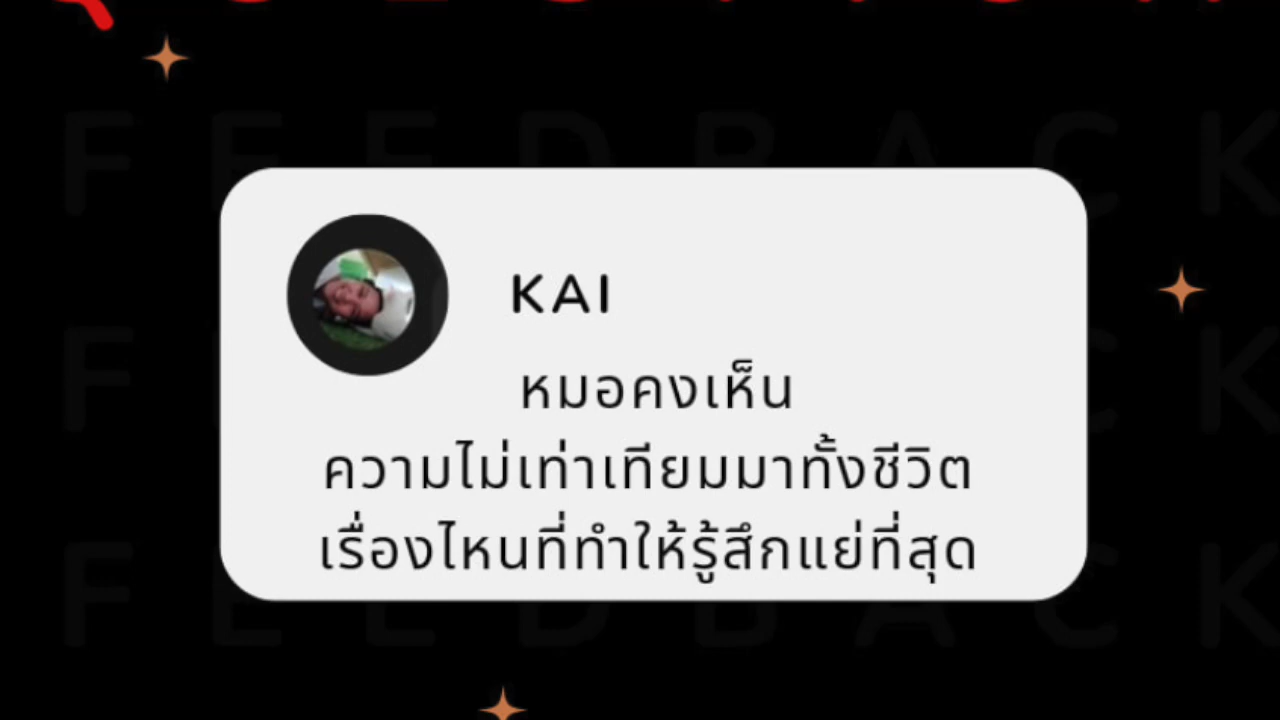 FEEDBACK
KAI
หมอคงเห็น
ความไม่เท่าเทียมมาทั้งชีวิต
เรื่องไหนที่ทำให้รู้สึกแย่ที่สุด